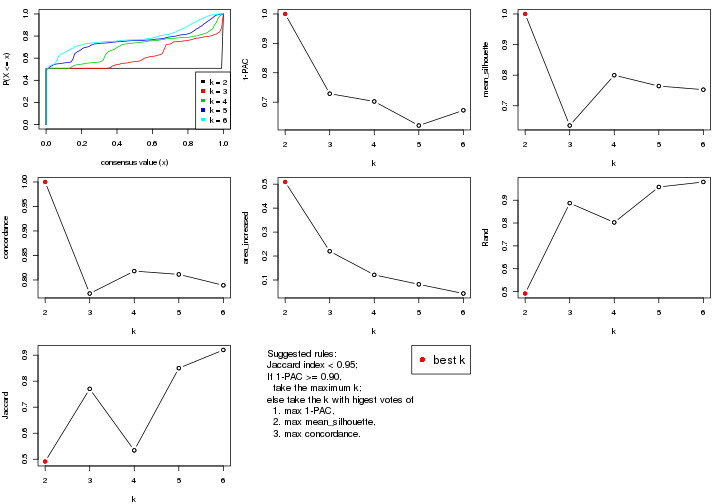 P(X <= x)
0.0 0.2 0.4 0.6 0.8 1.0
k = 2
k = 3
k = 4
k = 5
k = 6
0.0 0.2 0.4 0.6 0.8 1.0
consensus value (x)
1-PAC
0.7 0.8 0.9 1.0
2 3 4 5 6
k
mean_silhouette
0.7 0.8 0.9 1.0
2 3 4 5 6
k
concordance
0.80 0.85 0.90 0.95 1.00
2 3 4 5 6
k
area_increased
0.1 0.2 0.3 0.4 0.5
2 3 4 5 6
k
Rand
0.5 0.6 0.7 0.8 0.9
2 3 4 5 6
k
Jaccard
0.5 0.6 0.7 0.8 0.9
2 3 4 5 6
k
Suggested rules:
Jaccard index < 0.95;
If 1-PAC >= 0.90,
take the maximum k;
else take the k with higest votes of
1. max 1-PAC,
2. max mean_silhouette,
3. max concordance.
best k